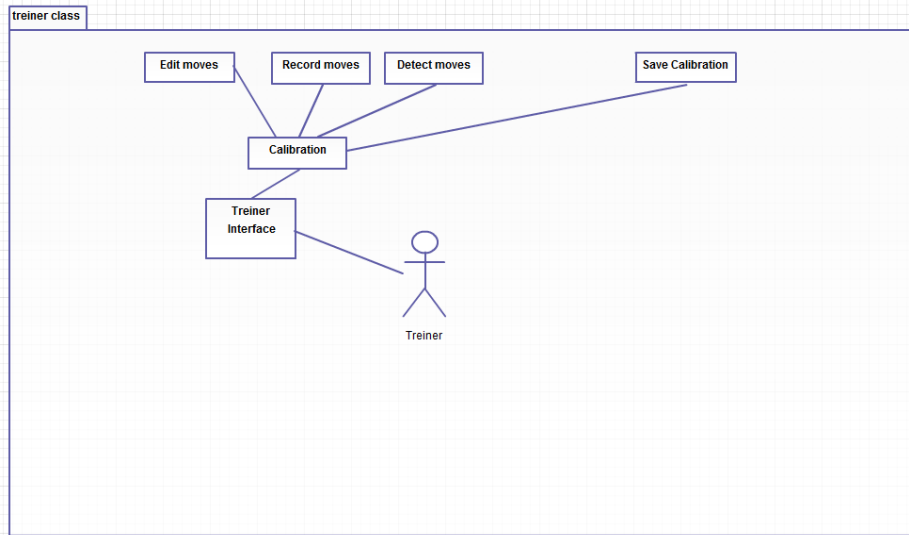 treiner class
Edit moves
Record moves
Detect moves
Save Calibration
Calibration
Treiner
Interface
Treiner